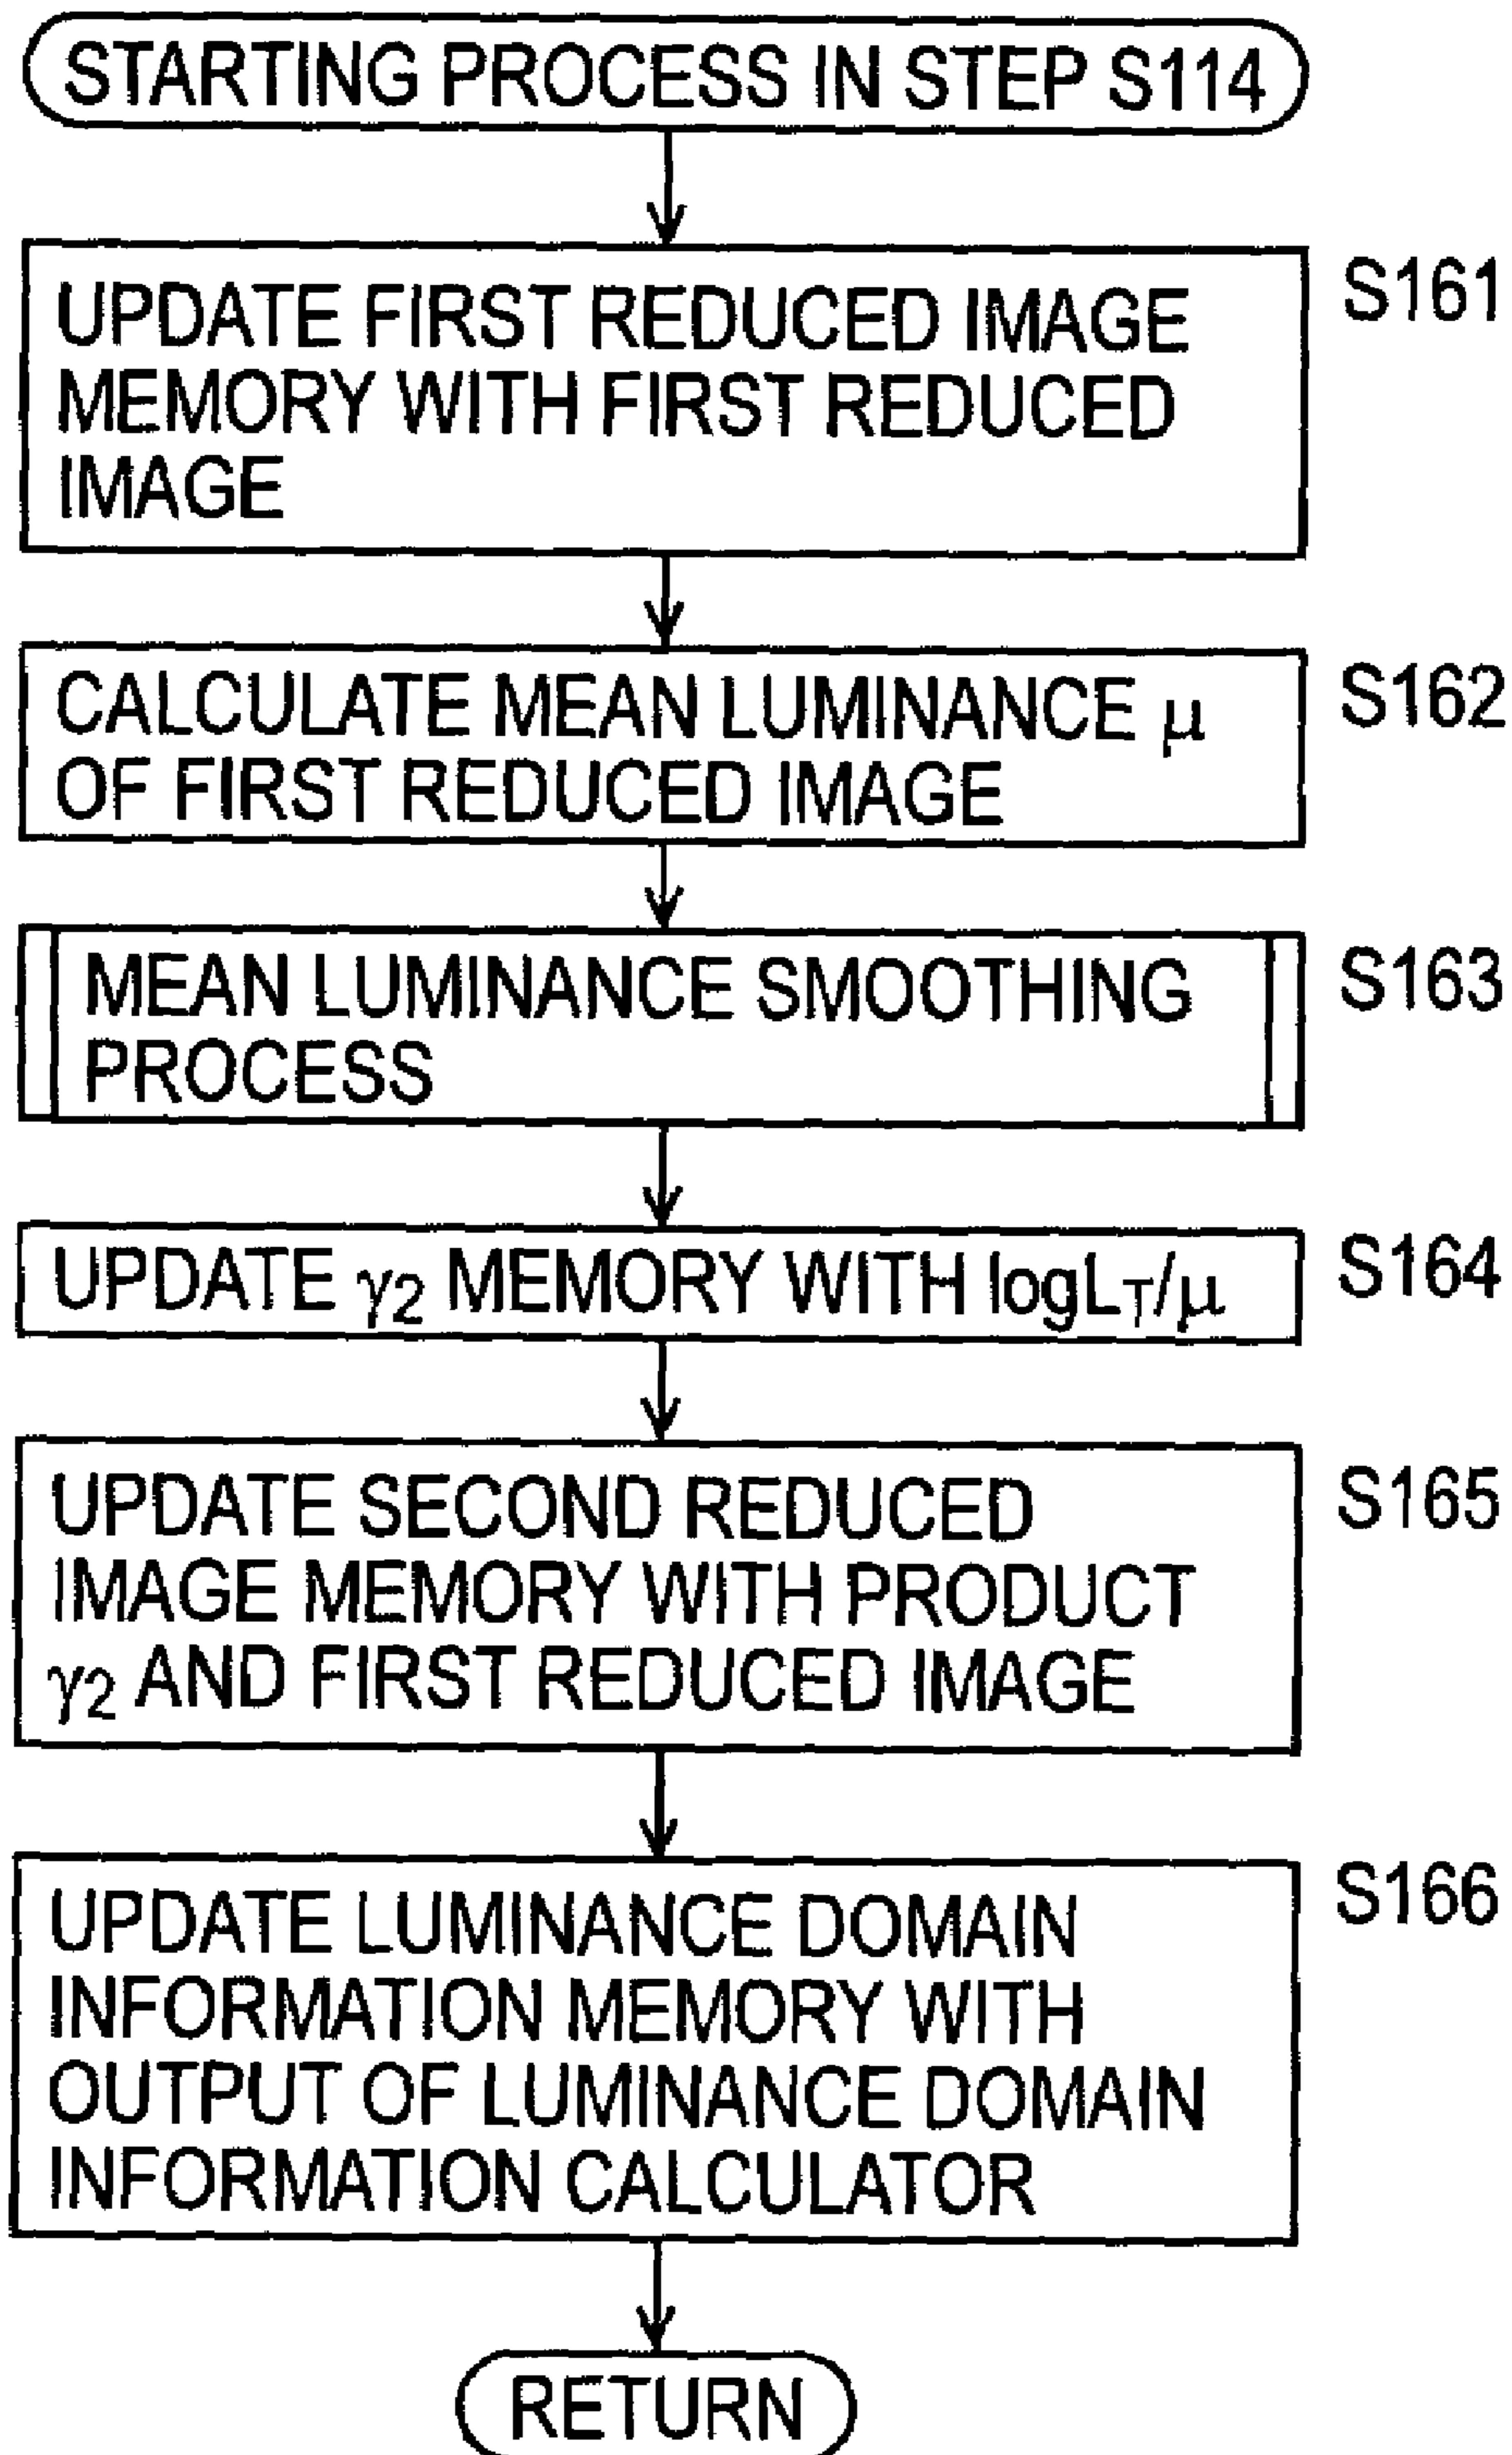 STARTING PROCESS IN STEP S114
UPDATE FIRST REDUCED IMAGE
MEMORY WITH FIRST REDUCED
IMAGE
S161
CALCULATE MEAN LUMINANCE μ
OF FIRST REDUCED IMAGE
S162
MEAN LUMINANCE SMOOTHING
PROCESS
S163
UPDATE γ2 MEMORY WITH logLT/μ
S164
UPDATE SECOND REDUCED
IMAGE MEMORY WITH PRODUCT
γ2 AND FIRST REDUCED IMAGE
S165
UPDATE LUMINANCE DOMAIN
INFORMATION MEMORY WITH
OUTPUT OF LUMINANCE DOMAIN
INFORMATION CALCULATOR
S166
RETURN